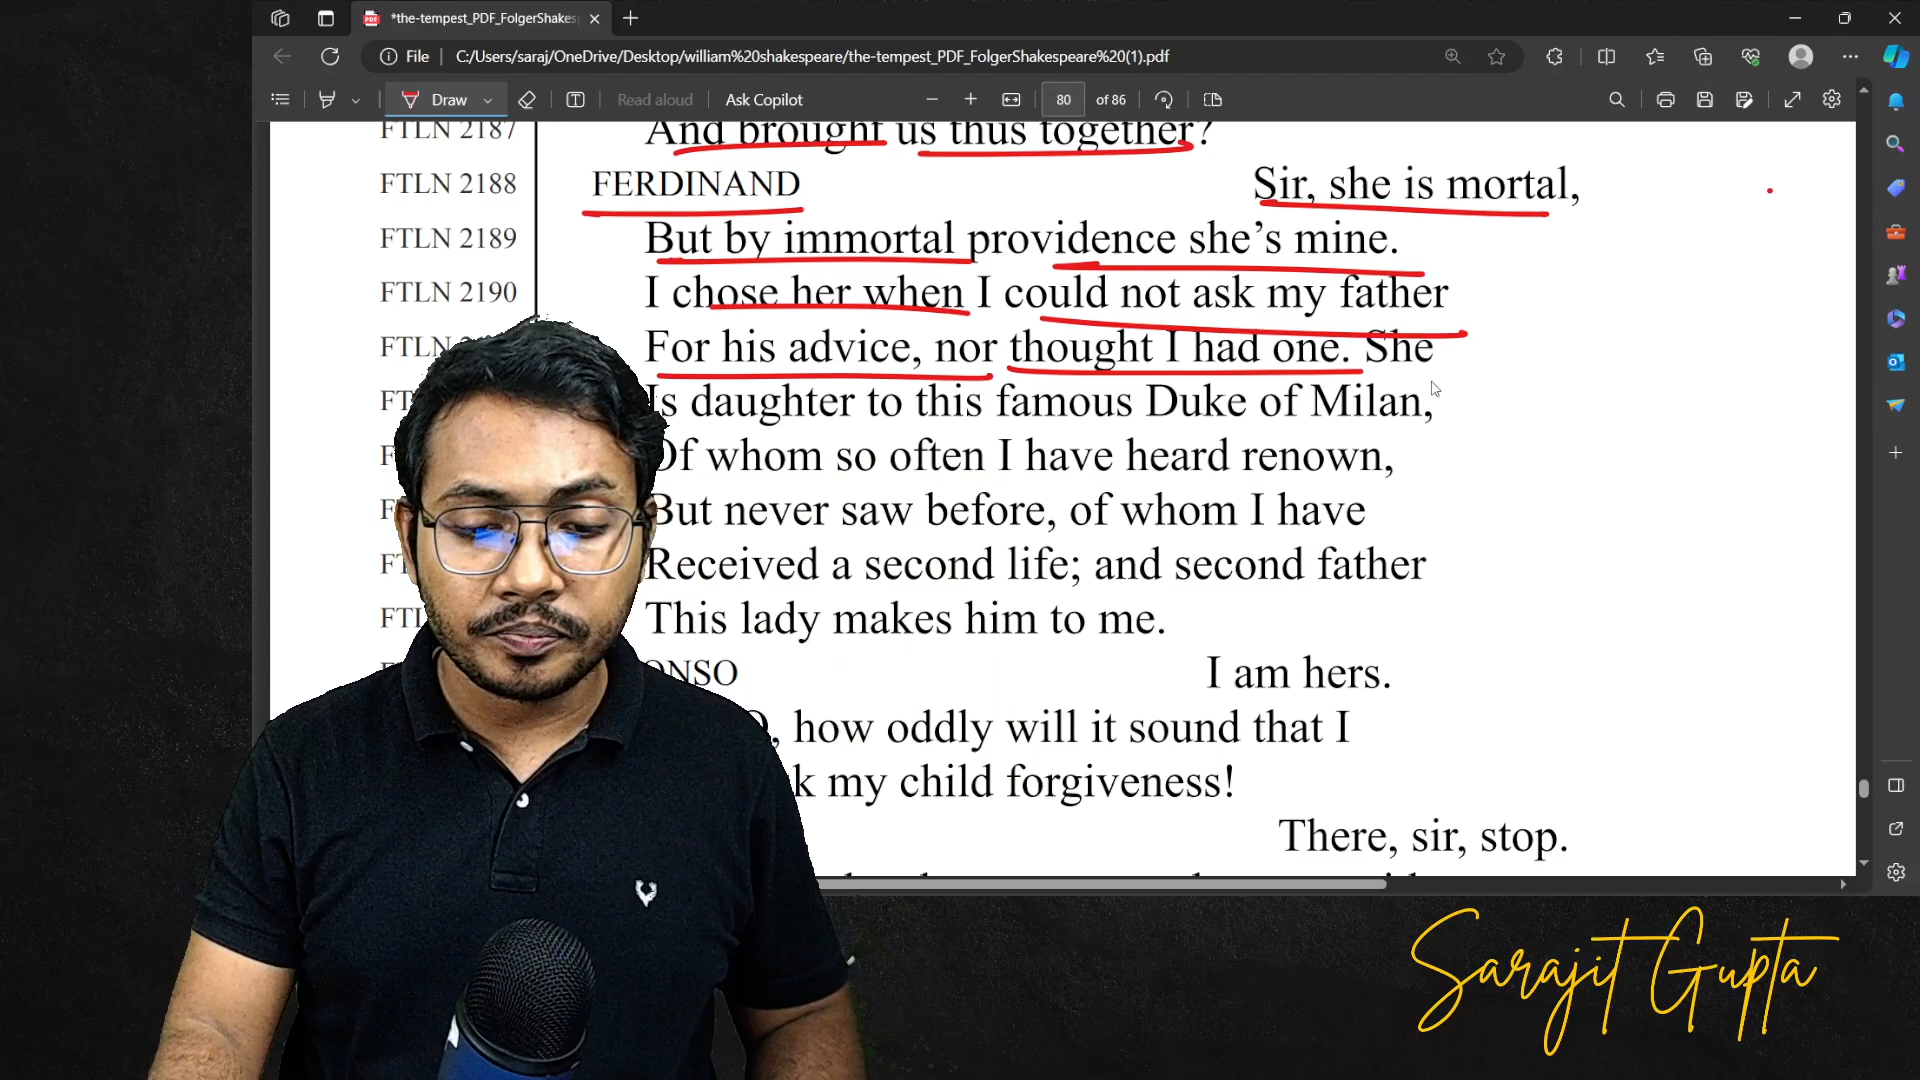 *the-tempest_PDF_FolgerShakes
File C:/Users/saraj/OneDrive/Desktop/william%20shakespeare/the-tempest_PDF_FolgerShakespeare%20(1).pdf
Draw Read aloud Ask Copilot 80 of 86
FTLN 2187 And brought us thus together?
FTLN 2188 FERDINAND Sir, she is mortal,
FTLN 2189 But by immortal providence she's mine.
FTLN 2190 I chose her when I could not ask my father
FTLN For his advice, nor thought I had one. She
Is daughter to this famous Duke of Milan,
Of whom so often I have heard renown,
But never saw before, of whom I have
Received a second life; and second father
This lady makes him to me.
ONSO I am hers.
O, how oddly will it sound that I
k my child forgiveness!
There, sir, stop.
Sarajit Gupta